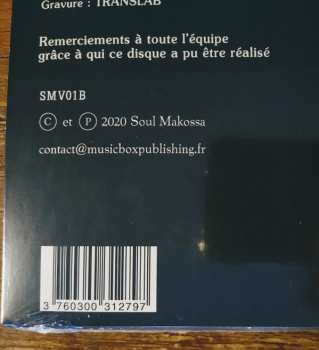 Gravure : TRANSLAB
Remerciements à toute l'équipe
grâce à qui ce disque a pu être réalisé
SMV01B
Ⓒ et Ⓟ 2020 Soul Makossa
contact@musicboxpublishing.fr
3 760300 312797